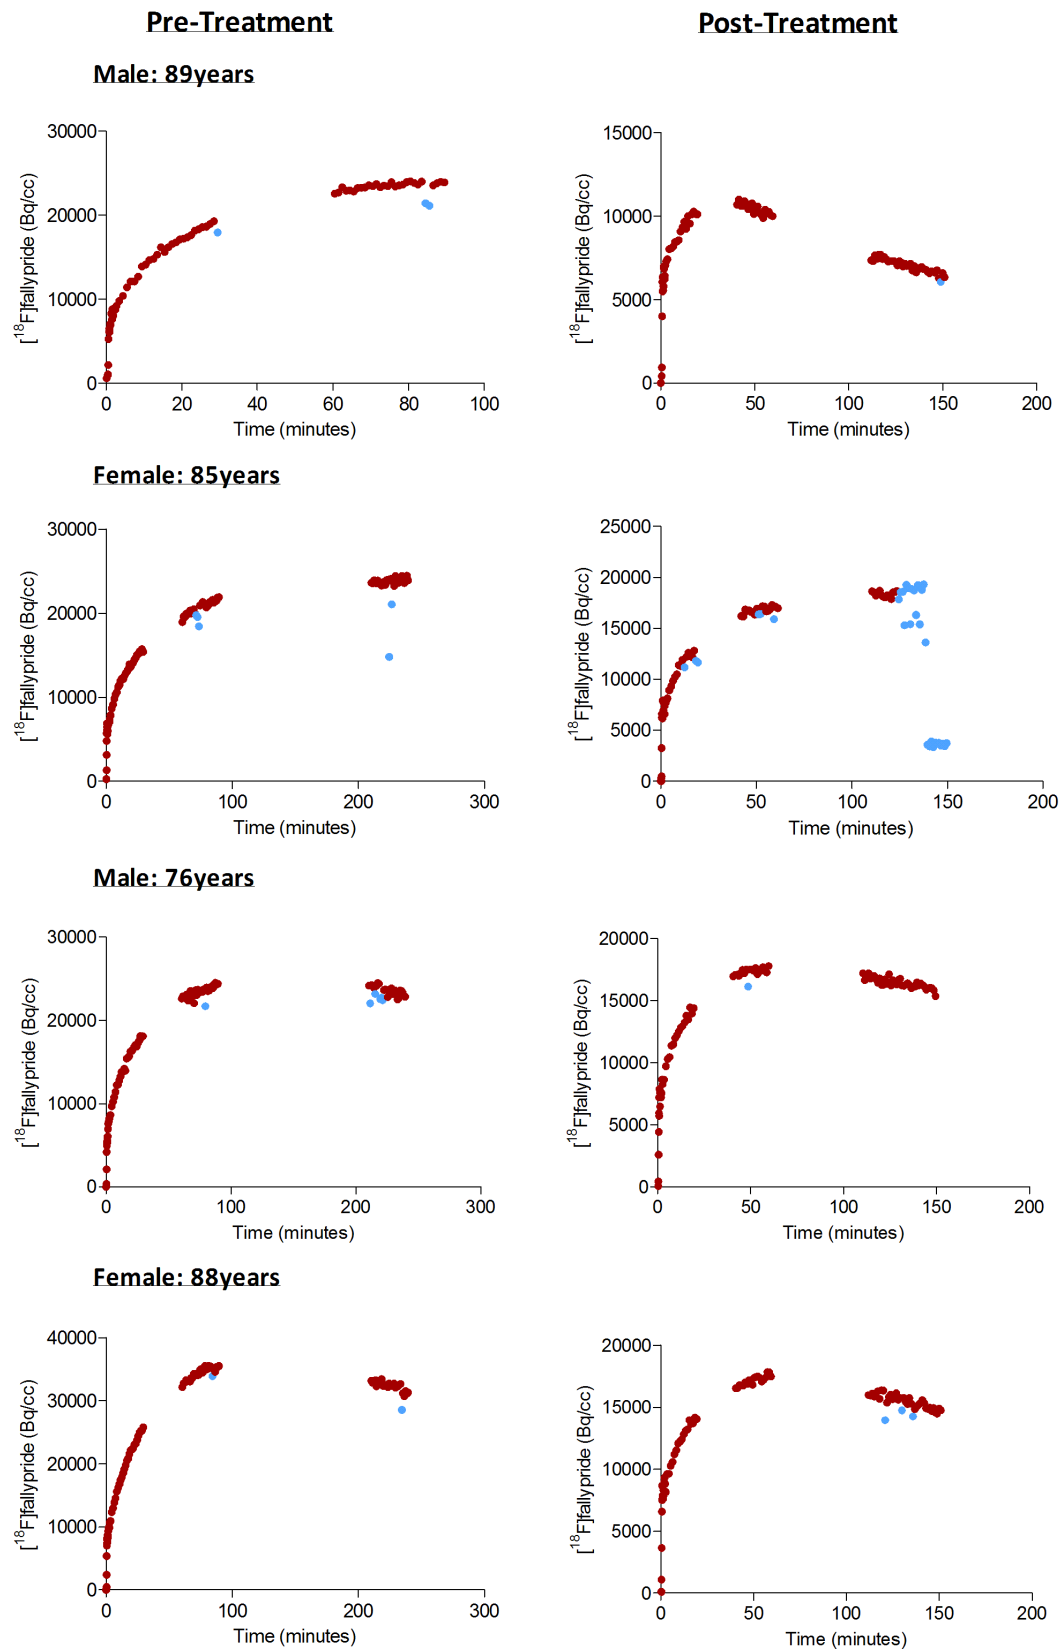 Pre-Treatment Post-Treatment
Male: 89years
[18F]fallypride (Bq/cc)
30000
20000
10000
0
0 20 40 60 80 100
Time (minutes)
[18F]fallypride (Bq/cc)
15000
10000
5000
0
0 50 100 150 200
Time (minutes)
Female: 85years
[18F]fallypride (Bq/cc)
30000
20000
10000
0
0 100 200 300
Time (minutes)
[18F]fallypride (Bq/cc)
25000
20000
15000
10000
5000
0
0 50 100 150 200
Time (minutes)
Male: 76years
[18F]fallypride (Bq/cc)
30000
20000
10000
0
0 100 200 300
Time (minutes)
[18F]fallypride (Bq/cc)
20000
15000
10000
5000
0
0 50 100 150 200
Time (minutes)
Female: 88years
[18F]fallypride (Bq/cc)
40000
30000
20000
10000
0
0 100 200 300
Time (minutes)
[18F]fallypride (Bq/cc)
20000
15000
10000
5000
0
0 50 100 150 200
Time (minutes)